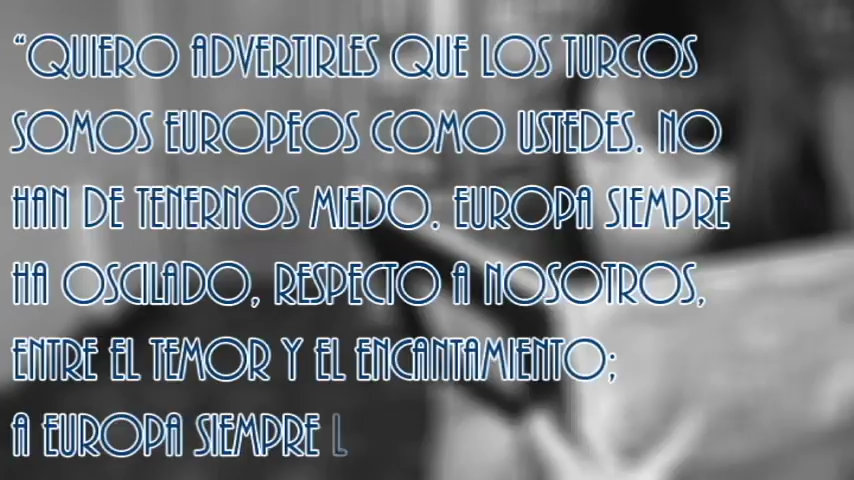 “QUIERO ADVERTIRLES QUE LOS TURCOS
SOMOS EUROPEOS COMO USTEDES. NO
HAN DE TENERNOS MIEDO. EUROPA SIEMPRE
HA OSCILADO, RESPECTO A NOSOTROS,
ENTRE EL TEMOR Y EL ENCANTAMIENTO;
A EUROPA SIEMPRE L